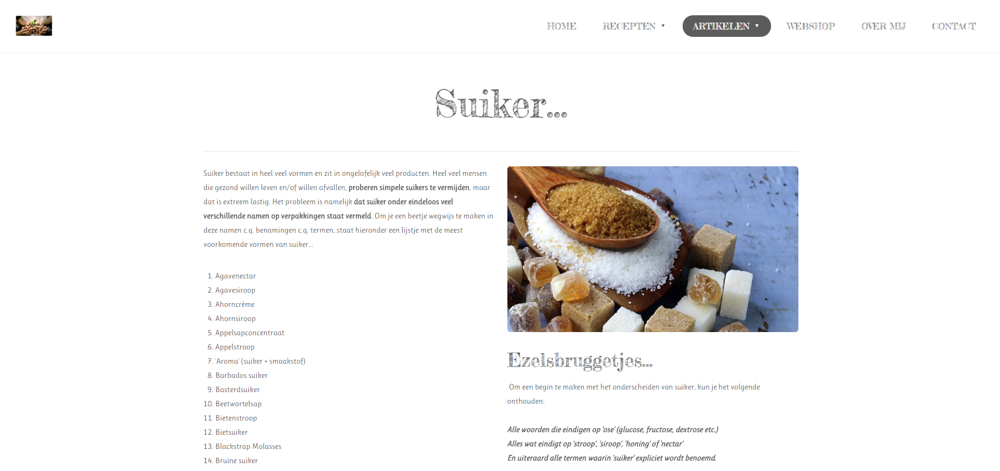 HOME RECEPTEN ▼ ARTIKELEN ▼ WEBSHOP OVER MIJ CONTACT
Suiker...
Suiker bestaat in heel veel vormen en zit in ongelofelijk veel producten. Heel veel mensen
die gezond willen leven en/of willen afvallen, proberen simpele suikers te vermijden, maar
dat is extreem lastig. Het probleem is namelijk dat suiker onder eindeloos veel
verschillende namen op verpakkingen staat vermeld. Om je een beetje wegwijs te maken in
deze namen c.q. benamingen c.q. termen, staat hieronder een lijstje met de meest
voorkomende vormen van suiker...
1. Agavenectar
2. Agavesiroop
3. Ahorncrème
4. Ahornsiroop
5. Appelsapconcentraat
6. Appelstroop
7. 'Aroma' (suiker + smaakstof)
8. Barbados suiker
9. Basterdsuiker
10. Beetwortelsap
11. Bietenstroop
12. Bietsuiker
13. Blackstrap Molasses
14. Bruine suiker
Ezelsbruggetjes...
Om een begin te maken met het onderscheiden van suiker, kun je het volgende
onthouden:
Alle woorden die eindigen op 'ose' (glucose, fructose, dextrose etc.)
Alles wat eindigt op 'stroop', 'siroop', 'honing' of 'nectar'
En uiteraard alle termen waarin 'suiker' expliciet wordt benoemd.